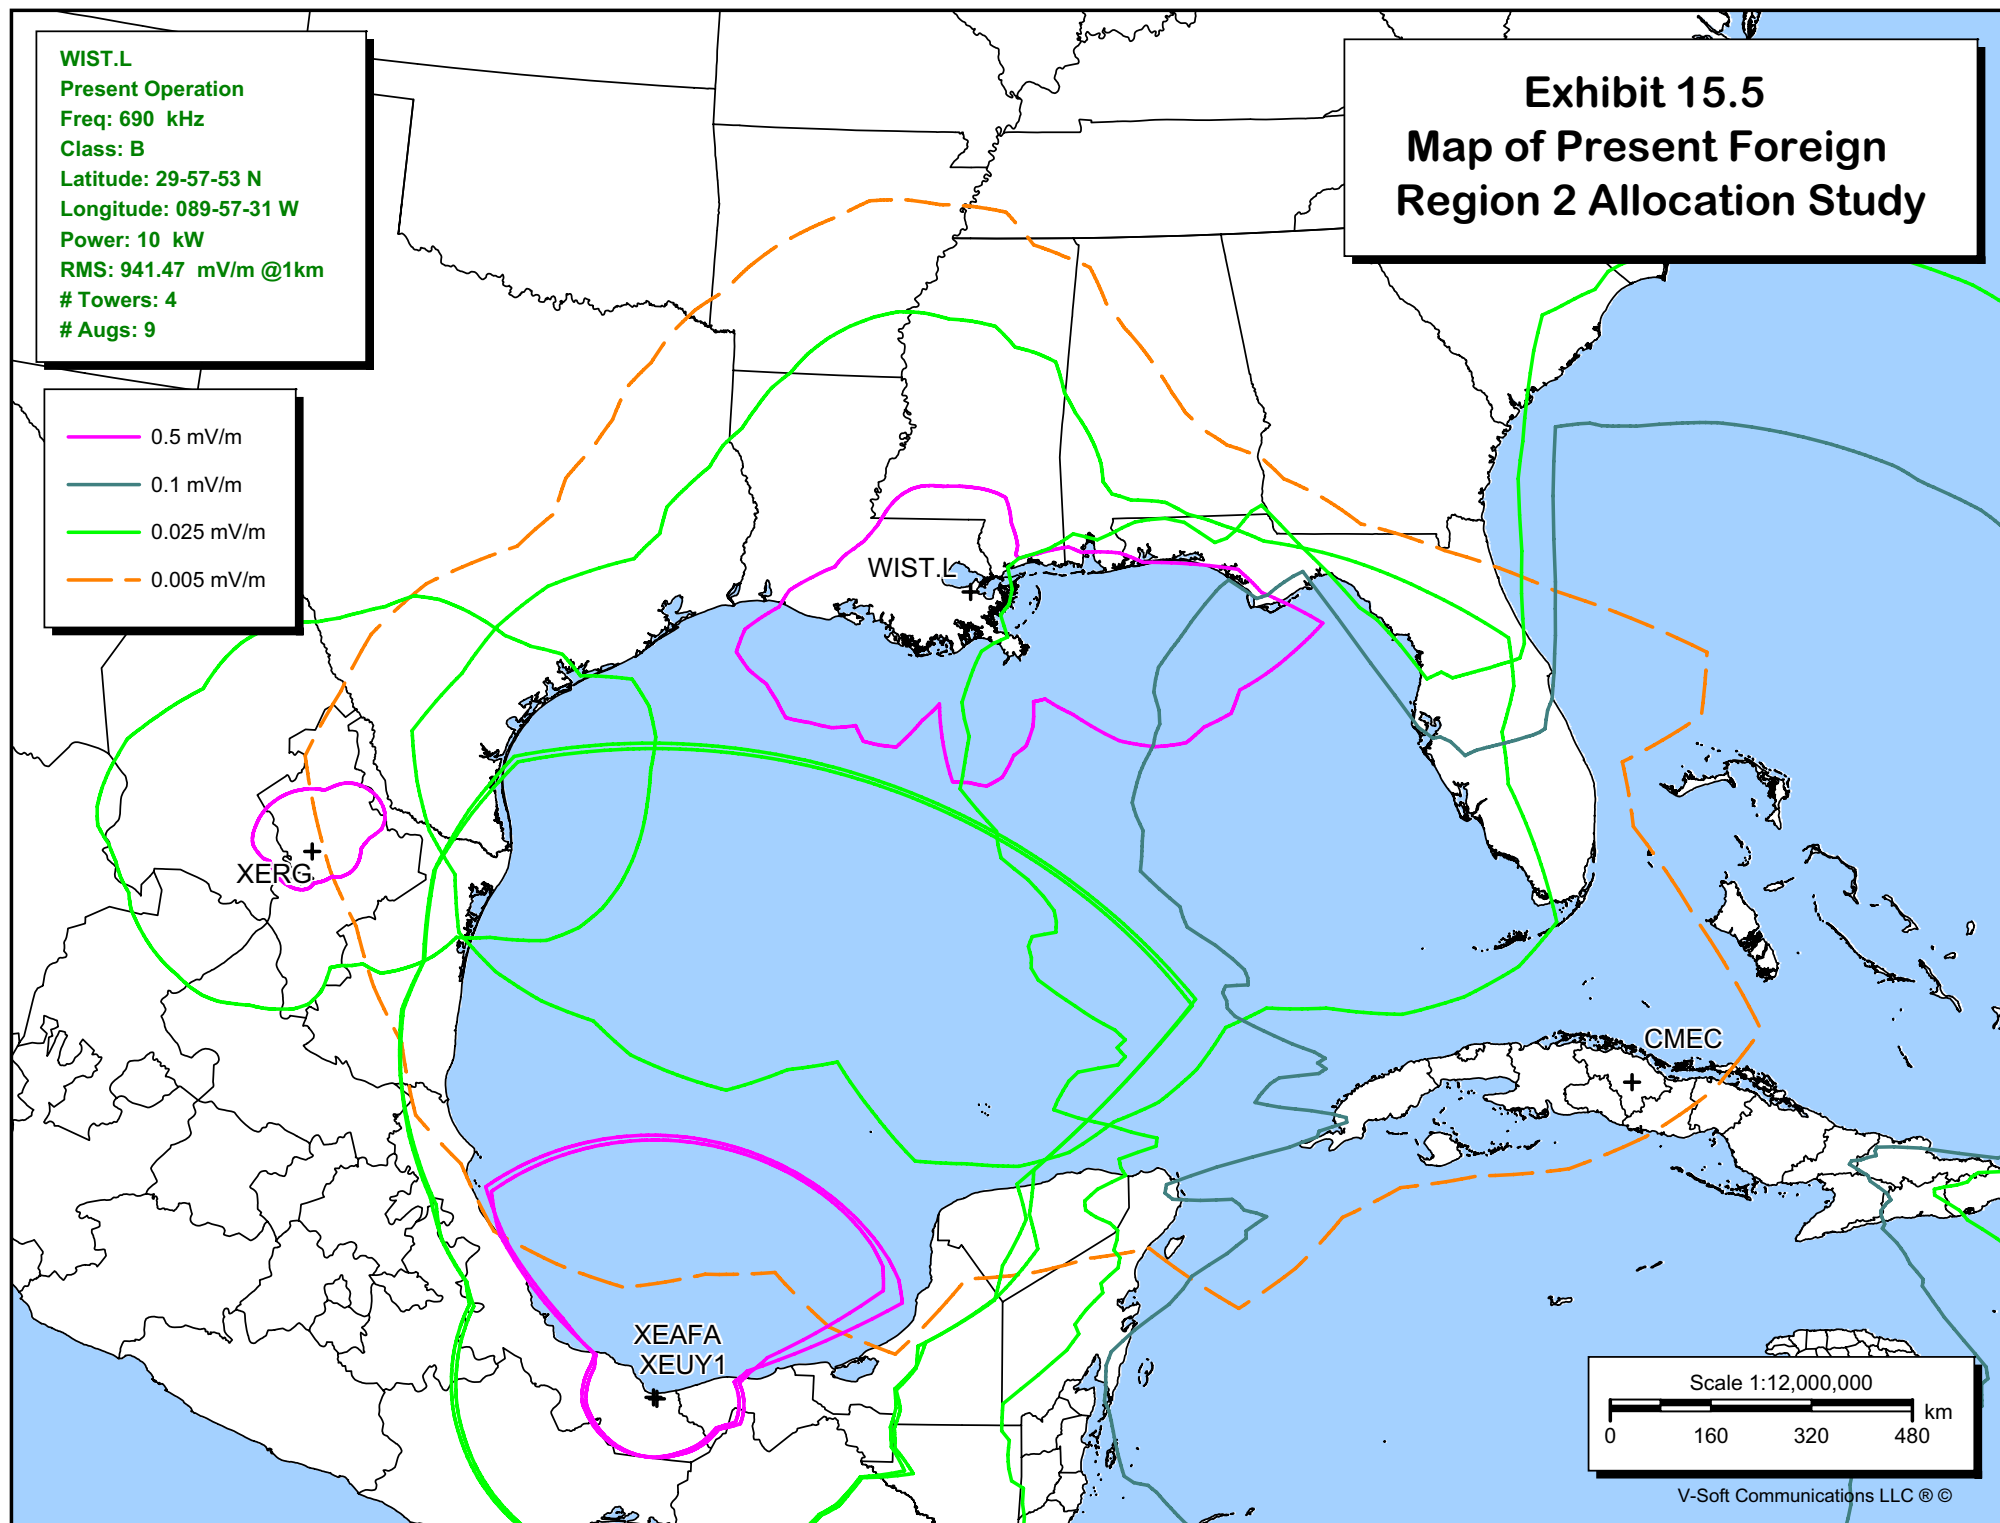 WIST.L
Present Operation
Freq: 690 kHz
Class: B
Latitude: 29-57-53 N
Longitude: 089-57-31 W
Power: 10 kW
RMS: 941.47 mV/m @1km
# Towers: 4
# Augs: 9
Exhibit 15.5
Map of Present Foreign
Region 2 Allocation Study
0.5 mV/m
0.1 mV/m
0.025 mV/m
0.005 mV/m
WIST.L
XERG
CMEC
XEAFA
XEUY1
Scale 1:12,000,000
km
0 160 320 480
V-Soft Communications LLC ® ©